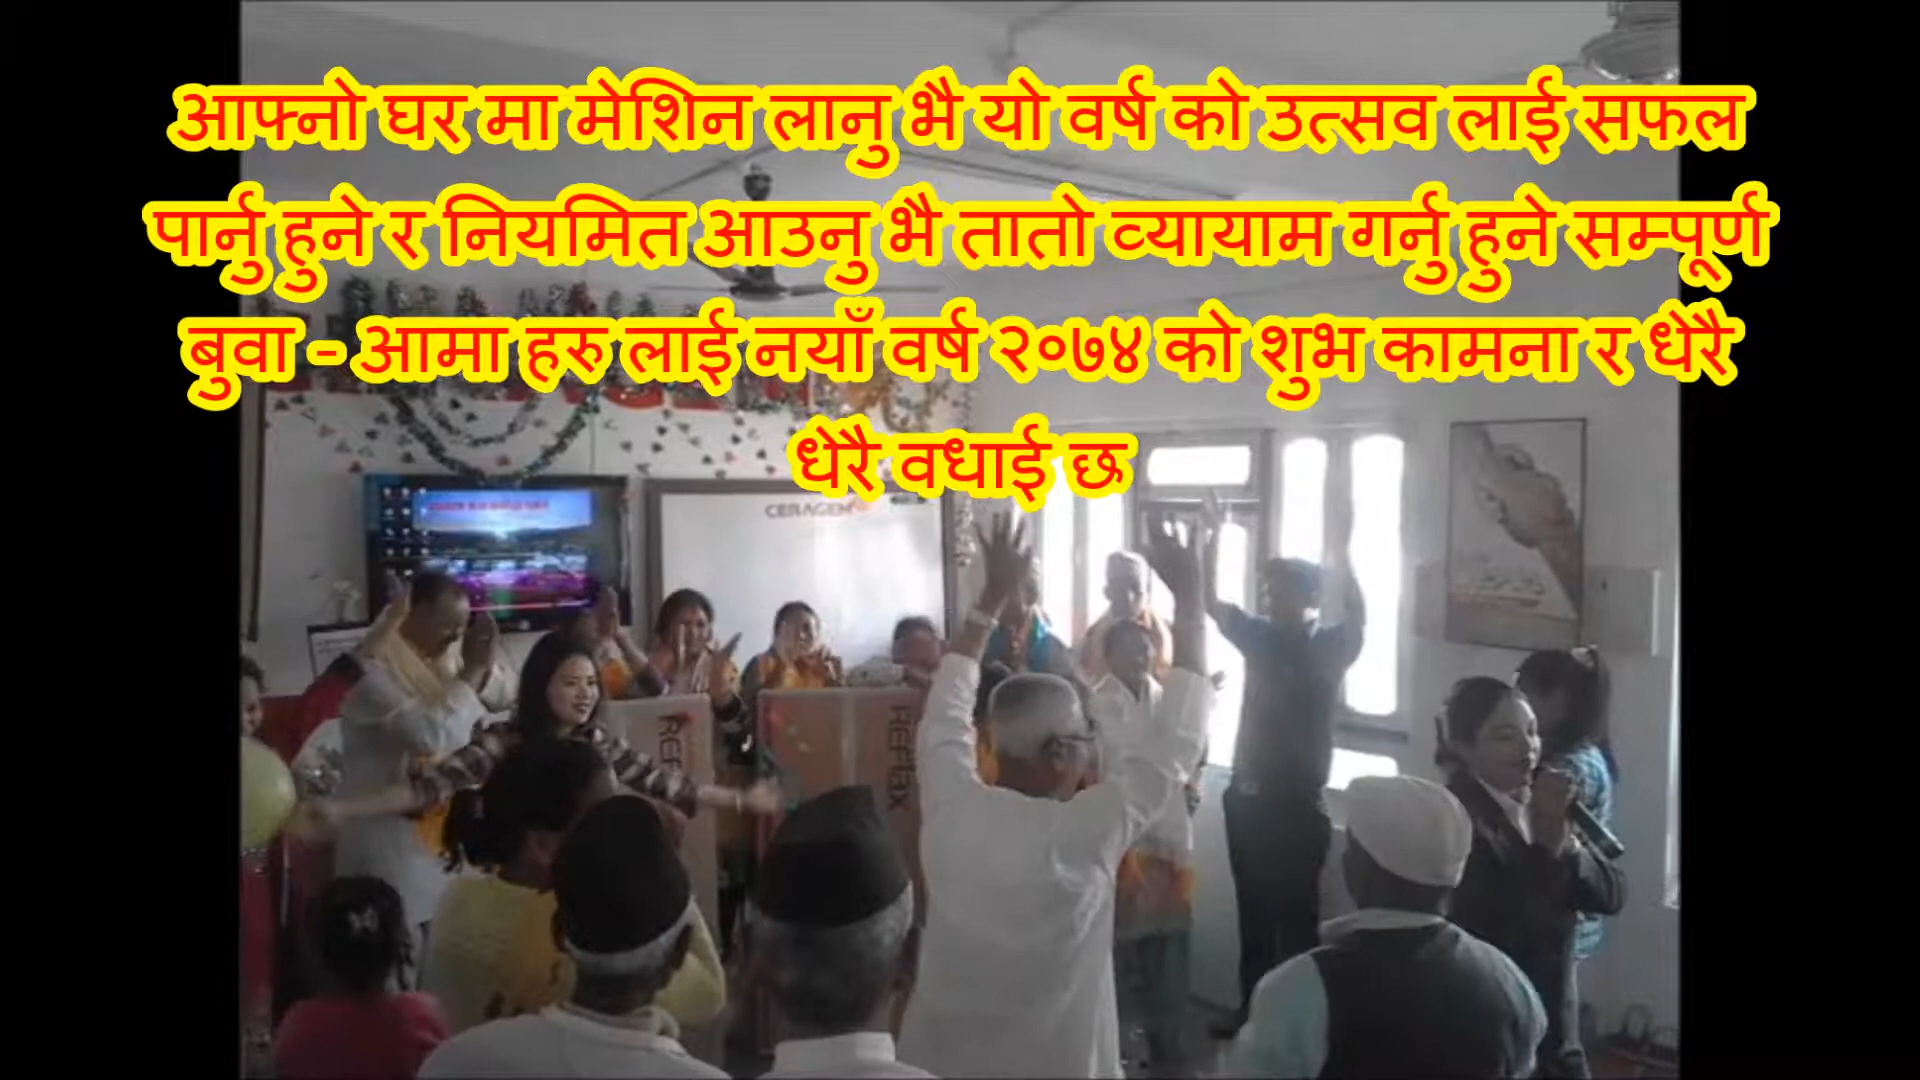 आफ्नो घर मा मेशिन लानु भै यो वर्ष को उत्सव लाई सफल
पार्नु हुने र नियमित आउनु भै तातो व्यायाम गर्नु हुने सम्पूर्ण
बुवा - आमा हरु लाई नयाँ वर्ष २०७४ को शुभ कामना र धेरै
धेरै वधाई छ
CERAGEM
REF
REFlax